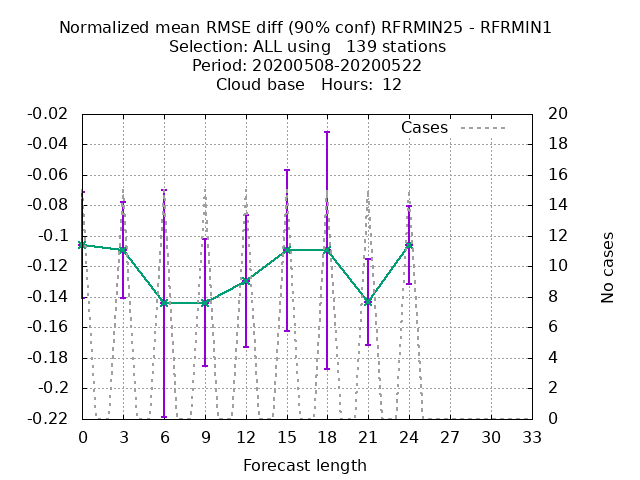 Normalized mean RMSE diff (90% conf) RFRMIN25 - RFRMIN1
Selection: ALL using   139 stations
Period: 20200508-20200522
Cloud base   Hours:  12
-0.02
-0.04
-0.06
-0.08
-0.1
-0.12
-0.14
-0.16
-0.18
-0.2
-0.22
Cases
20
18
16
14
12
10
8
6
4
2
0
No cases
0 3 6 9 12 15 18 21 24 27 30 33
Forecast length